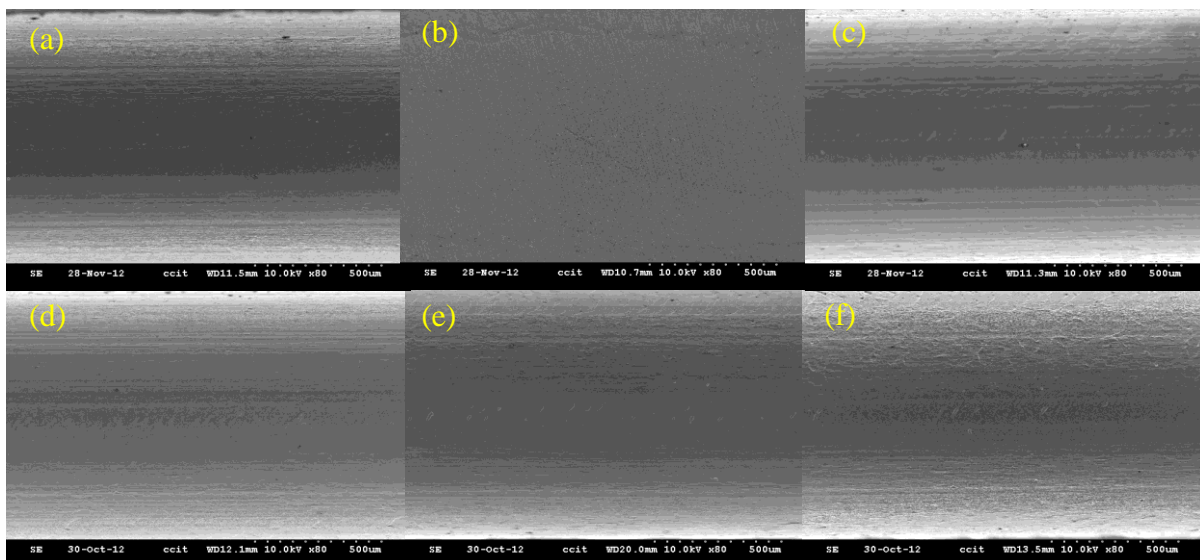 (a)
(b)
(c)
SE 28-Nov-12 ccit WD11.5mm 10.0kV x80 500um
SE 28-Nov-12 ccit WD10.7mm 10.0kV x80 500um
SE 28-Nov-12 ccit WD11.3mm 10.0kV x80 500um
(d)
(e)
(f)
SE 30-Oct-12 ccit WD12.1mm 10.0kV x80 500um
SE 30-Oct-12 ccit WD20.0mm 10.0kV x80 500um
SE 30-Oct-12 ccit WD13.5mm 10.0kV x80 500um